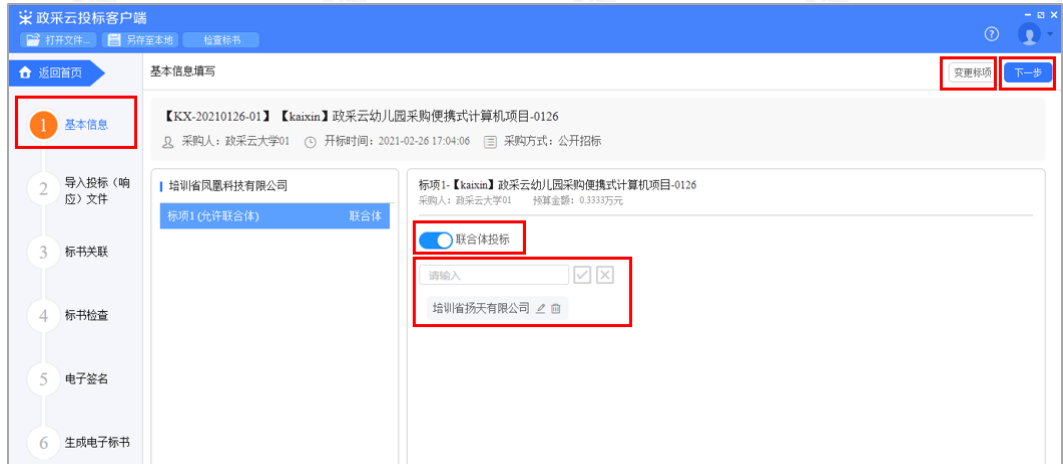 政采云投标客户端
打开文件... 另存至本地 检查标书
返回首页
基本信息填写
变更标项 下一步
1 基本信息
2 导入投标（响应）文件
3 标书关联
4 标书检查
5 电子签名
6 生成电子标书
【KX-20210126-01】【kaixin】政采云幼儿园采购便携式计算机项目-0126
采购人：政采云大学01 开标时间：2021-02-26 17:04:06 采购方式：公开招标
培训省凤凰科技有限公司
标项1 (允许联合体) 联合体
标项1-【kaixin】政采云幼儿园采购便携式计算机项目-0126
采购人：政采云大学01 预算金额：0.3333万元
联合体投标
请输入
培训省扬天有限公司